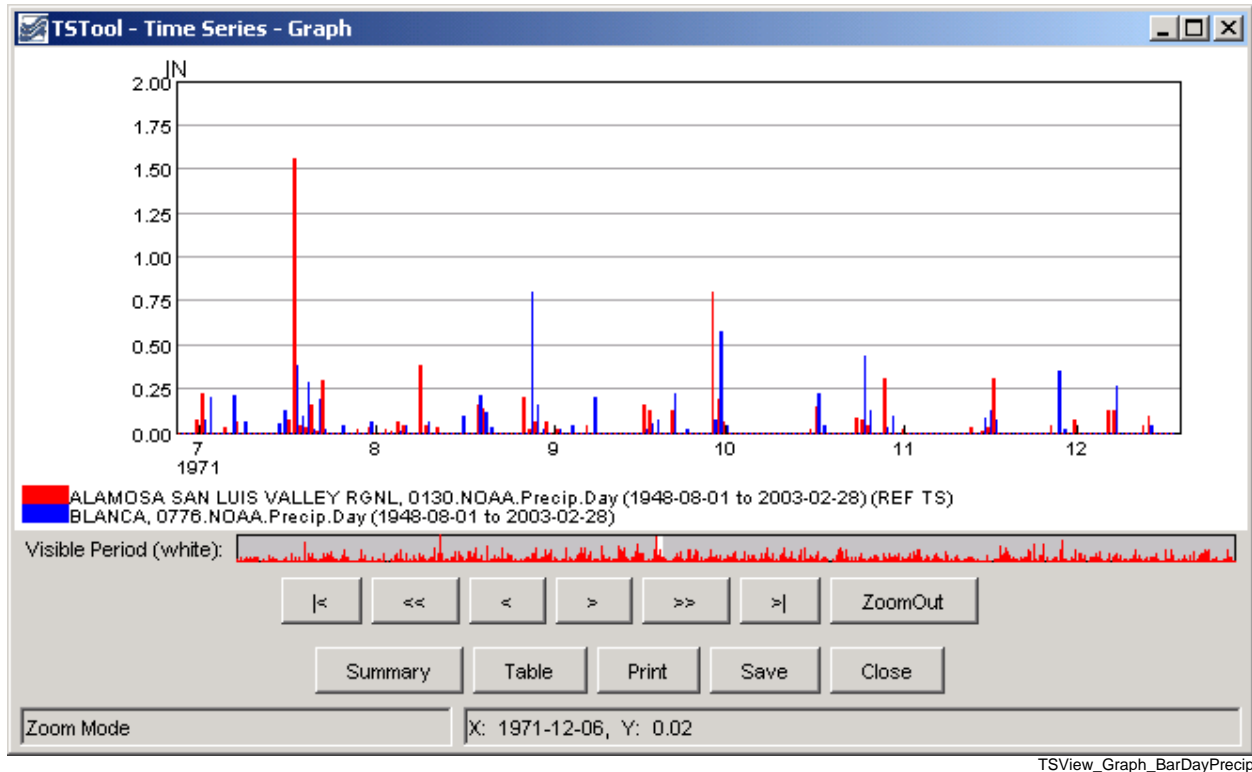 TSTool - Time Series - Graph
IN
2.00
1.75
1.50
1.25
1.00
0.75
0.50
0.25
0.00
7 8 9 10 11 12
1971
ALAMOSA SAN LUIS VALLEY RGNL, 0130.NOAA.Precip.Day (1948-08-01 to 2003-02-28) (REF TS)
BLANCA, 0776.NOAA.Precip.Day (1948-08-01 to 2003-02-28)
Visible Period (white):
|< << < > >> >| ZoomOut
Summary Table Print Save Close
Zoom Mode X: 1971-12-06, Y: 0.02
TSView_Graph_BarDayPrecip